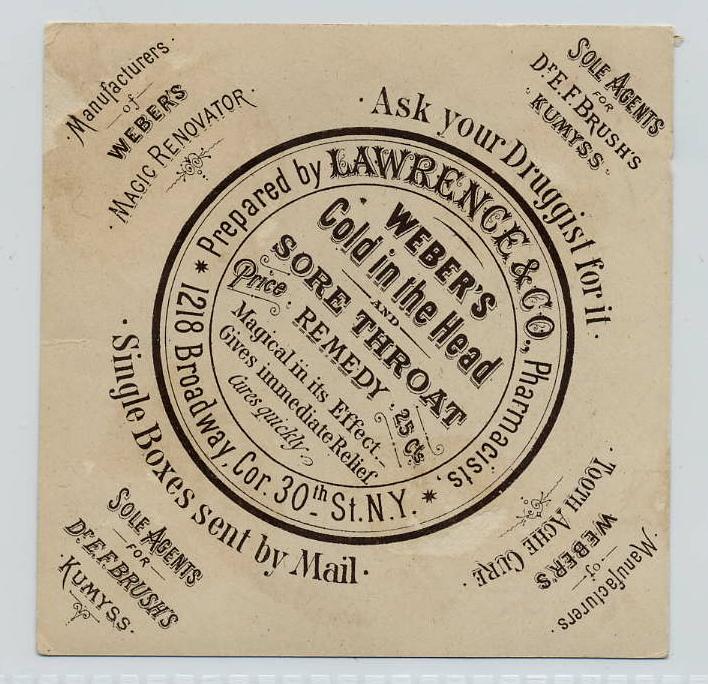 Manufacturers
of
WEBER'S
MAGIC RENOVATOR
SOLE AGENTS
FOR
Dr. E.F. BRUSH'S
KUMYSS.
· Ask your Druggist for it ·
* Prepared by LAWRENCE & CO., Pharmacists,
1218 Broadway, Cor. 30th St. N.Y. *
WEBER'S
Cold in the Head
AND
SORE THROAT
REMEDY
Price 25 Cts.
Magical in its Effect.
Gives immediate Relief
Cures quickly
· Single Boxes sent by Mail ·
SOLE AGENTS
FOR
Dr. E.F. BRUSH'S
KUMYSS.
Manufacturers
of
WEBER'S
TOOTH ACHE CURE